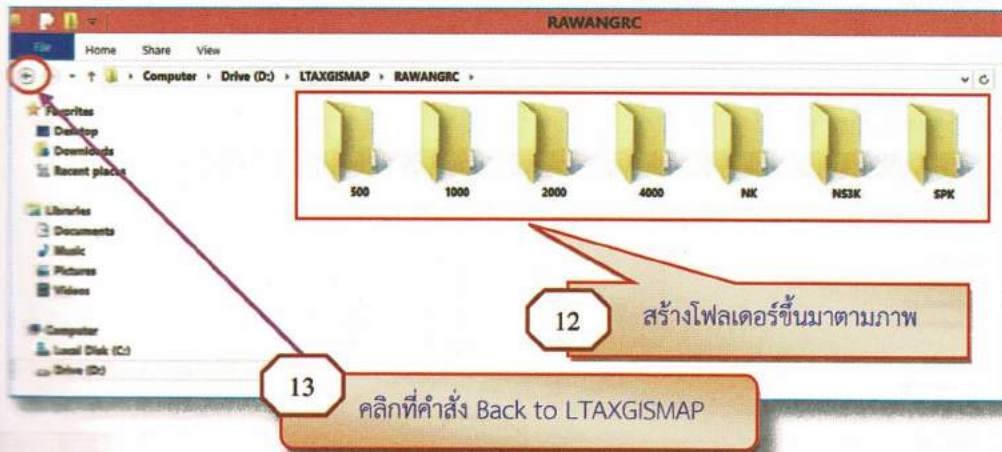 RAWANGRC
File Home Share View
Computer Drive (D:) LTAXGISMAP RAWANGRC
Favorites
Desktop
Downloads
Recent places
Libraries
Documents
Music
Pictures
Videos
Computer
Local Disk (C:)
Drive (D:)
500 1000 2000 4000 NK NS3K SPK
12 สร้างโฟลเดอร์ขึ้นมาตามภาพ
13 คลิกที่คำสั่ง Back to LTAXGISMAP